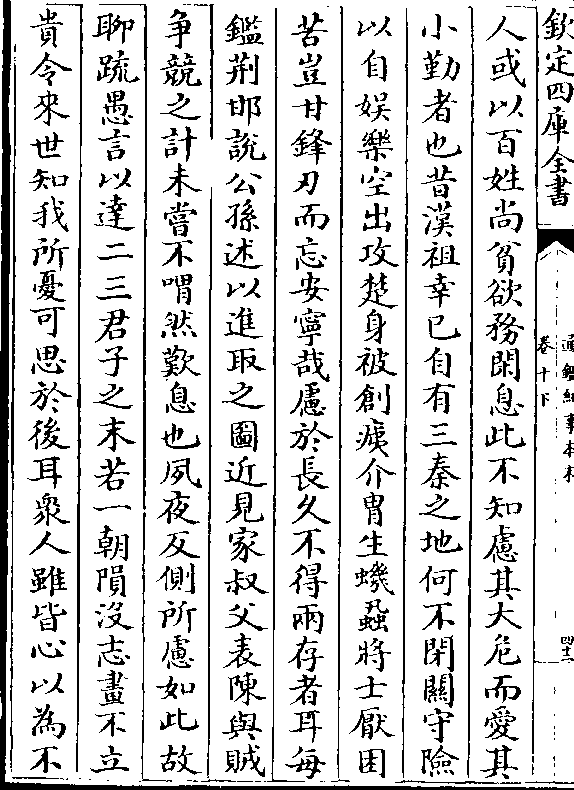 欽定四庫全書
通鑑紀事本末
卷十下
四十二
人或以百姓尚貧欲務閑息此不知慮其大危而愛其
小勤者也昔漢祖幸已自有三秦之地何不閉關守險
以自娛樂空出攻楚身被創痍介胄生蟣蝨將士厭困
苦豈甘鋒刃而忘安寧哉慮於長久不得兩存者耳每
鑑荆邯說公孫述以進取之圖近見家叔父表陳與賊
争競之計未嘗不喟然歎息也夙夜反側所慮如此故
聊疏愚言以達二三君子之末若一朝隕沒志畫不立
貴令來世知我所憂可思於後耳衆人雖皆心以為不